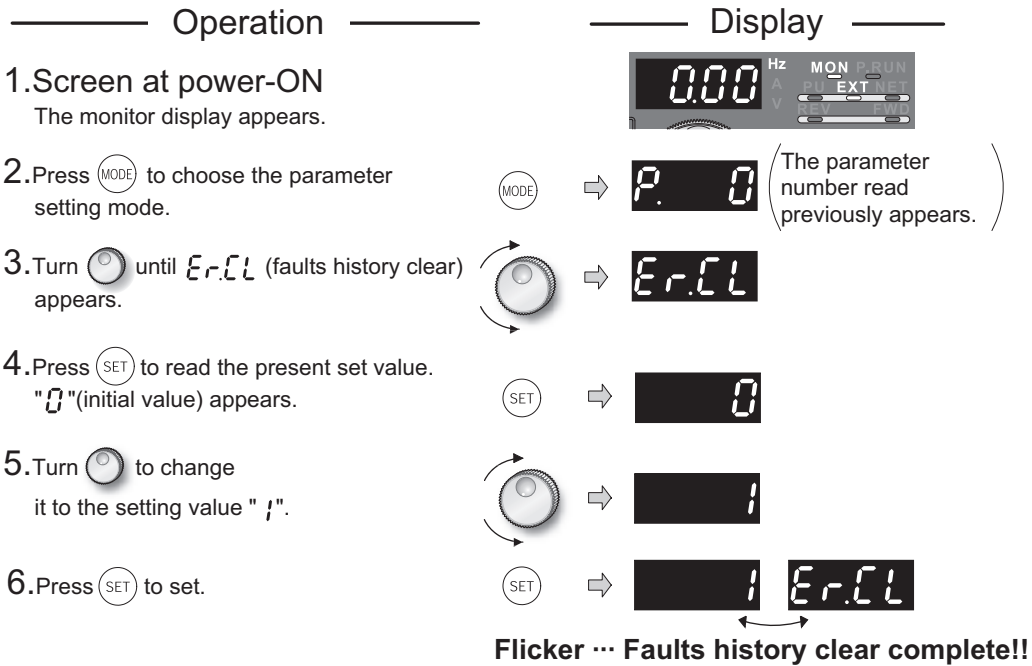 Operation
Display
1.Screen at power-ON
The monitor display appears.
0.00 Hz MON P.RUN
A PU EXT NET
V REV FWD
2.Press MODE to choose the parameter
setting mode.
MODE
P. 0
The parameter
number read
previously appears.
3.Turn until Er.CL (faults history clear)
appears.
Er.CL
4.Press SET to read the present set value.
"0"(initial value) appears.
SET
0
5.Turn to change
it to the setting value " 1".
1
6.Press SET to set.
SET
1 Er.CL
Flicker ··· Faults history clear complete!!